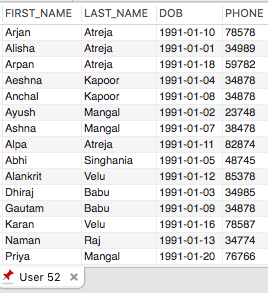 FIRST_NAME LAST_NAME DOB PHONE
Arjan Atreja 1991-01-10 78578
Alisha Atreja 1991-01-01 34989
Arpan Atreja 1991-01-18 59782
Aeshna Kapoor 1991-01-04 34878
Anchal Kapoor 1991-01-08 34878
Ayush Mangal 1991-01-02 23748
Ashna Mangal 1991-01-07 38478
Alpa Atreja 1991-01-11 82874
Abhi Singhania 1991-01-05 48745
Alankrit Velu 1991-01-12 85378
Dhiraj Babu 1991-01-03 34985
Gautam Babu 1991-01-09 34878
Karan Velu 1991-01-16 78587
Naman Raj 1991-01-13 34774
Priya Mangal 1991-01-20 76766
User 52